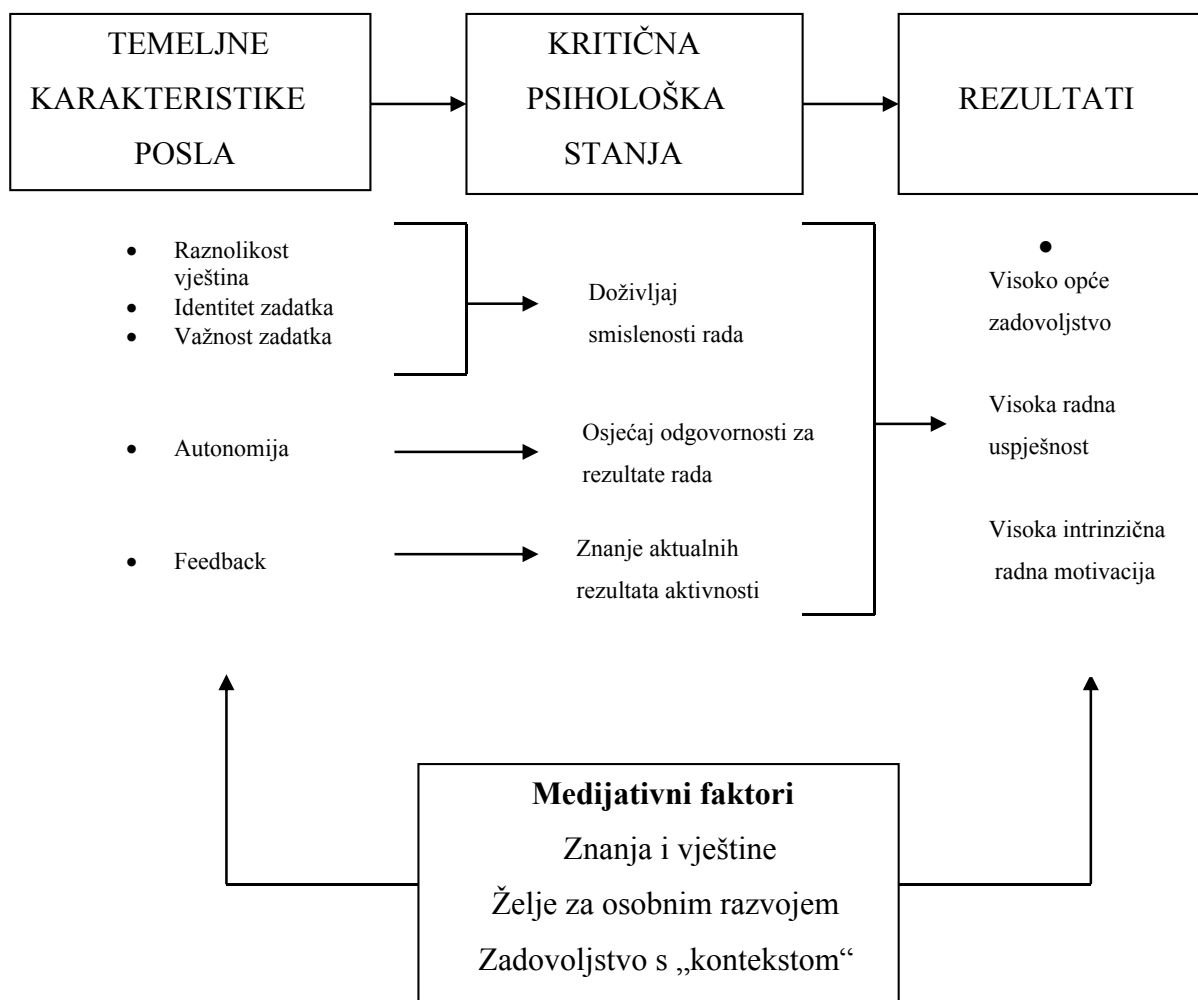 TEMELJNE
KARAKTERISTIKE
POSLA
KRITIČNA
PSIHOLOŠKA
STANJA
REZULTATI
• Raznolikost
vještina
• Identitet zadatka
• Važnost zadatka
• Autonomija
• Feedback
Doživljaj
smislenosti rada
Osjećaj odgovornosti za
rezultate rada
Znanje aktualnih
rezultata aktivnosti
•
Visoko opće
zadovoljstvo
Visoka radna
uspješnost
Visoka intrinzična
radna motivacija
Medijativni faktori
Znanja i vještine
Želje za osobnim razvojem
Zadovoljstvo s „kontekstom“